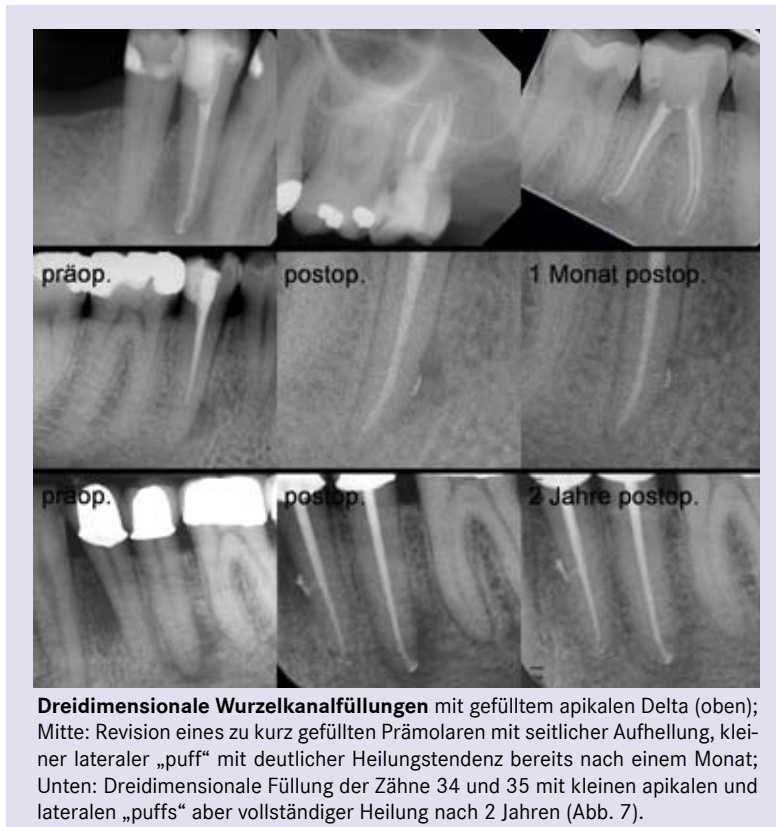 präop.
postop.
1 Monat postop.
präop.
postop.
2 Jahre postop.
Dreidimensionale Wurzelkanalfüllungen mit gefülltem apikalen Delta (oben);
Mitte: Revision eines zu kurz gefüllten Prämolaren mit seitlicher Aufhellung, klei-
ner lateraler „puff“ mit deutlicher Heilungstendenz bereits nach einem Monat;
Unten: Dreidimensionale Füllung der Zähne 34 und 35 mit kleinen apikalen und
lateralen „puffs“ aber vollständiger Heilung nach 2 Jahren (Abb. 7).